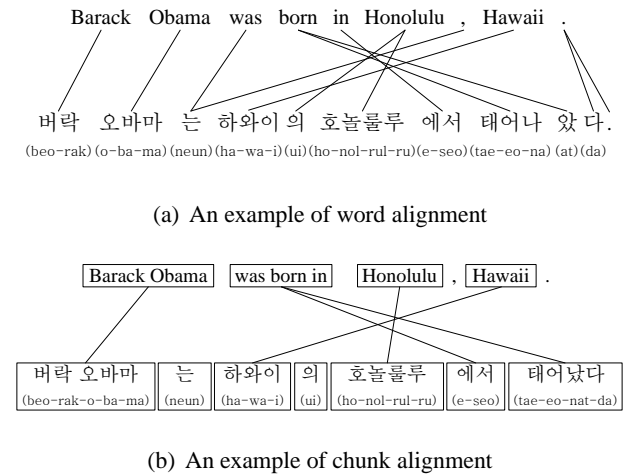 Barack Obama was born in Honolulu , Hawaii .
버락 오바마 는 하와이 의 호놀룰루 에서 태어나 았 다.
(beo-rak) (o-ba-ma) (neun) (ha-wa-i) (ui) (ho-nol-rul-ru) (e-seo) (tae-eo-na) (at) (da)
(a) An example of word alignment
Barack Obama was born in Honolulu , Hawaii .
버락 오바마 는 하와이 의 호놀룰루 에서 태어났다
(beo-rak-o-ba-ma) (neun) (ha-wa-i) (ui) (ho-nol-rul-ru) (e-seo) (tae-eo-nat-da)
(b) An example of chunk alignment